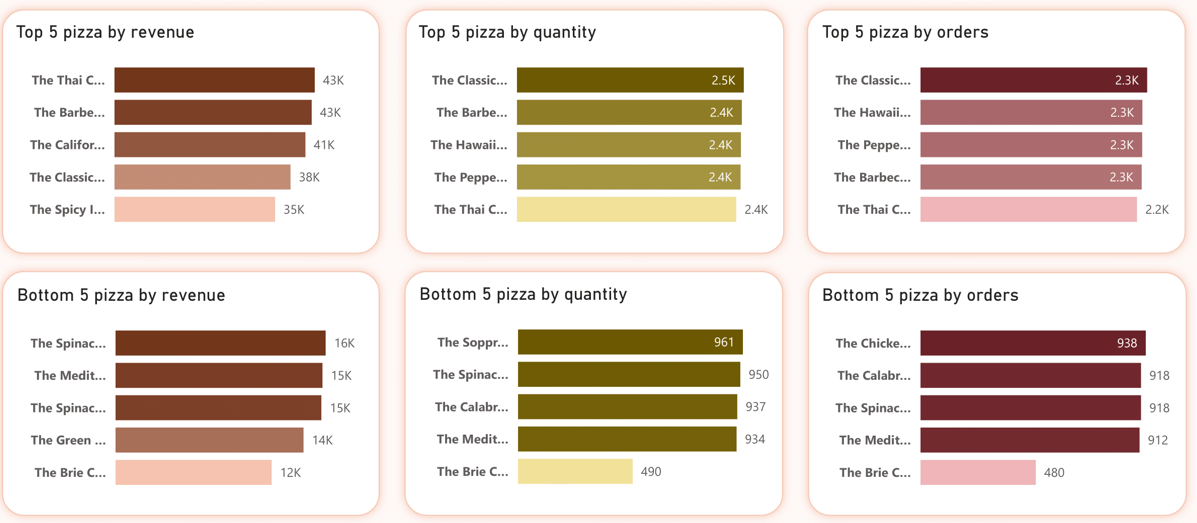 Top 5 pizza by revenue
The Thai C... 43K
The Barbe... 43K
The Califor... 41K
The Classic... 38K
The Spicy I... 35K
Top 5 pizza by quantity
The Classic... 2.5K
The Barbe... 2.4K
The Hawaii... 2.4K
The Peppe... 2.4K
The Thai C... 2.4K
Top 5 pizza by orders
The Classic... 2.3K
The Hawaii... 2.3K
The Peppe... 2.3K
The Barbec... 2.3K
The Thai C... 2.2K
Bottom 5 pizza by revenue
The Spinac... 16K
The Medit... 15K
The Spinac... 15K
The Green ... 14K
The Brie C... 12K
Bottom 5 pizza by quantity
The Soppr... 961
The Spinac... 950
The Calabr... 937
The Medit... 934
The Brie C... 490
Bottom 5 pizza by orders
The Chicke... 938
The Calabr... 918
The Spinac... 918
The Medit... 912
The Brie C... 480